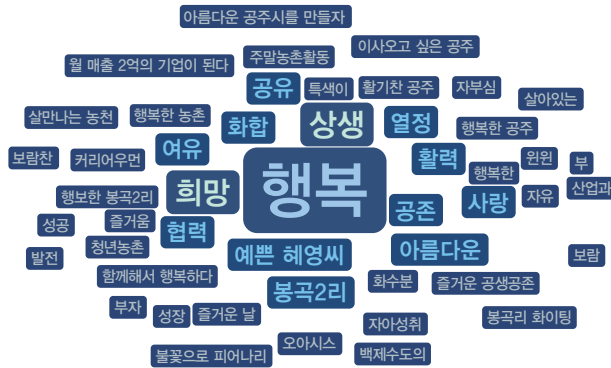 아름다운 공주시를 만들자
이사오고 싶은 공주
주말농촌활동
월 매출 2억의 기업이 된다
공유
특색이
활기찬 공주
자부심
살아있는
살만나는 농천
행복한 농촌
화합
상생
열정
행복한 공주
보람찬
커리어우먼
여유
활력
윈윈
부
행복한
행복
희망
산업과
행보한 봉곡2리
공존
사랑
자유
성공
즐거움
협력
청년농촌
예쁜 혜영씨
아름다운
발전
보람
함께해서 행복하다
봉곡2리
화수분
즐거운 공생공존
부자
성장
즐거운 날
자아성취
봉곡리 화이팅
오아시스
불꽃으로 피어나리
백제수도의